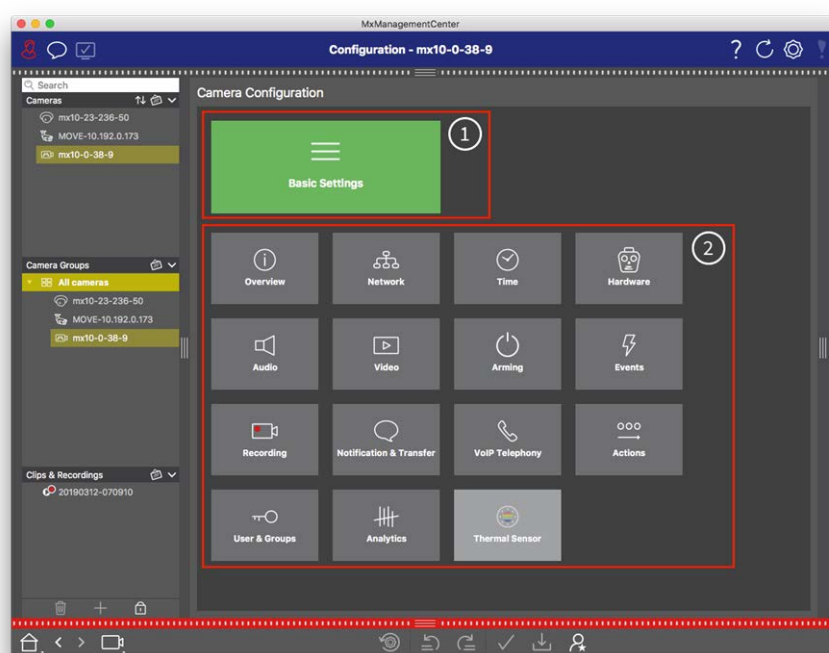 MxManagementCenter
Configuration - mx10-0-38-9
?
Search
Cameras
mx10-23-236-50
MOVE-10.192.0.173
mx10-0-38-9
Camera Groups
All cameras
mx10-23-236-50
MOVE-10.192.0.173
mx10-0-38-9
Clips & Recordings
20190312-070910
Camera Configuration
1
Basic Settings
2
Overview
Network
Time
Hardware
Audio
Video
Arming
Events
Recording
Notification & Transfer
VoIP Telephony
Actions
User & Groups
Analytics
Thermal Sensor